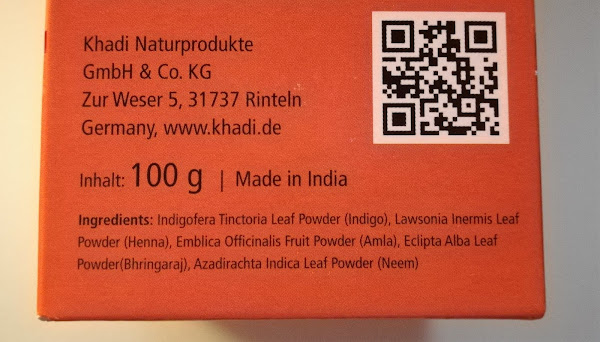 Khadi Naturprodukte
GmbH & Co. KG
Zur Weser 5, 31737 Rinteln
Germany, www.khadi.de
Inhalt: 100 g | Made in India
Ingredients: Indigofera Tinctoria Leaf Powder (Indigo), Lawsonia Inermis Leaf
Powder (Henna), Emblica Officinalis Fruit Powder (Amla), Eclipta Alba Leaf
Powder(Bhringaraj), Azadirachta Indica Leaf Powder (Neem)